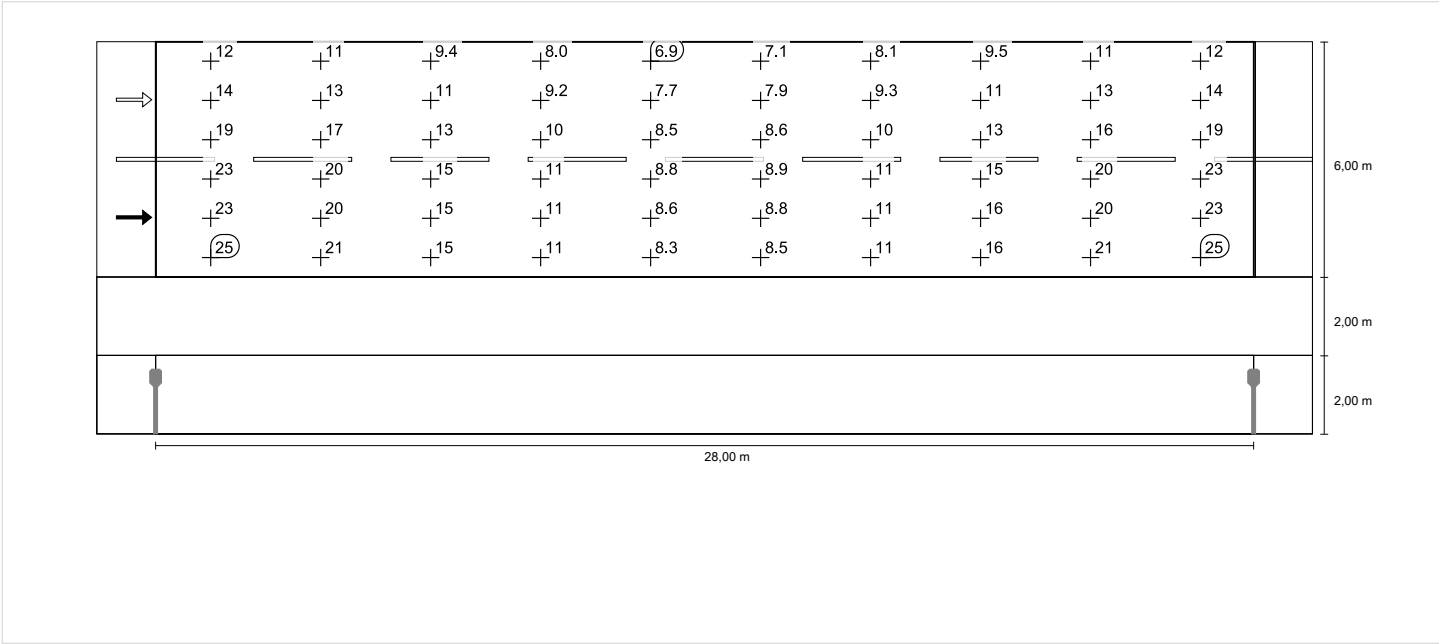 12 11 9.4 8.0 6.9 7.1 8.1 9.5 11 12
14 13 11 9.2 7.7 7.9 9.3 11 13 14
19 17 13 10 8.5 8.6 10 13 16 19
6,00 m
23 20 15 11 8.8 8.9 11 15 20 23
23 20 15 11 8.6 8.8 11 16 20 23
25 21 15 11 8.3 8.5 11 16 21 25
2,00 m
2,00 m
28,00 m